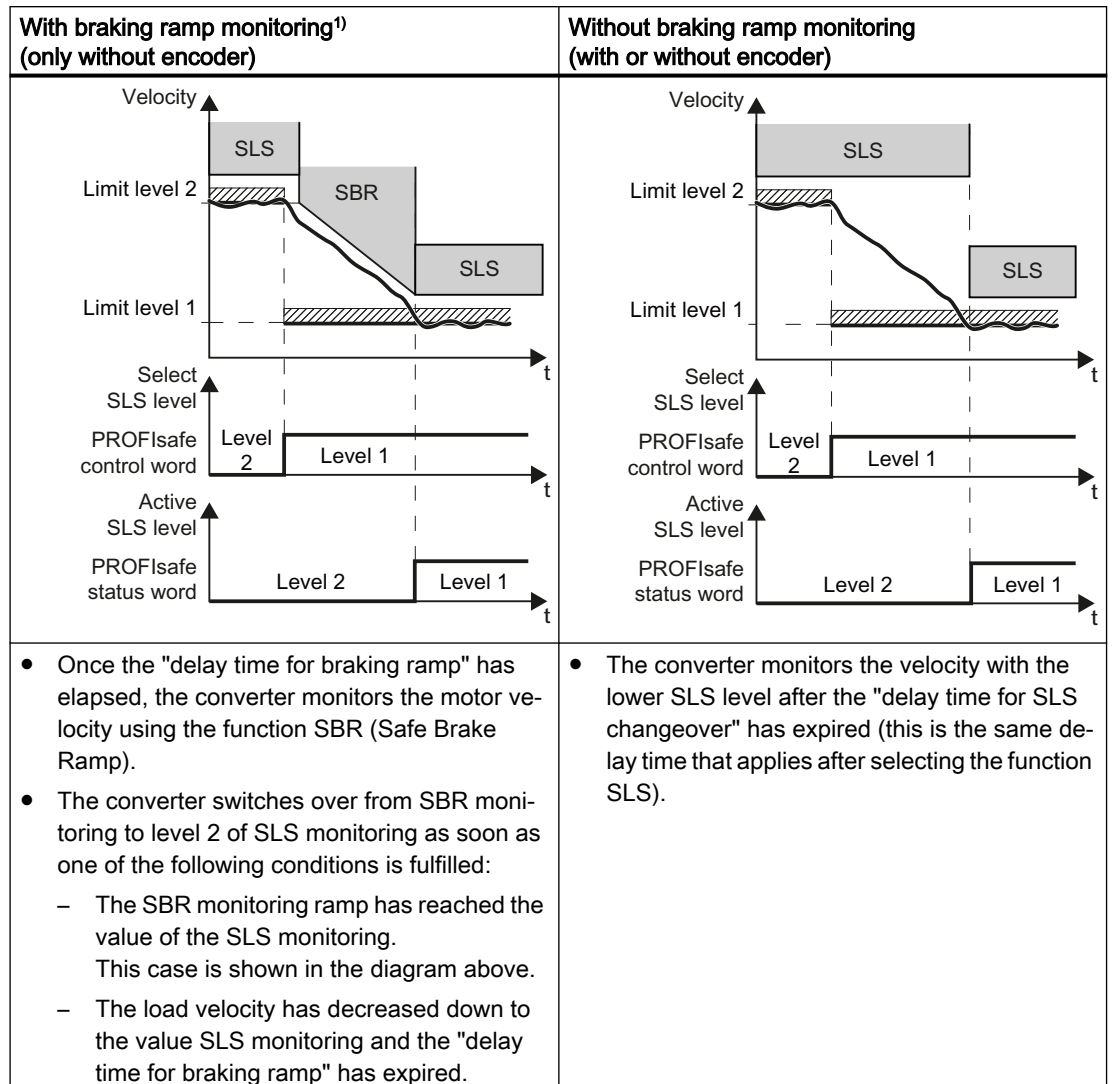 With braking ramp monitoring1)
(only without encoder)
Velocity
SLS
Limit level 2
SBR
SLS
Limit level 1
t
Select
SLS level
PROFIsafe
control word
Level
2
Level 1
t
Active
SLS level
PROFIsafe
status word
Level 2
Level 1
t
• Once the "delay time for braking ramp" has
elapsed, the converter monitors the motor ve-
locity using the function SBR (Safe Brake
Ramp).
• The converter switches over from SBR moni-
toring to level 2 of SLS monitoring as soon as
one of the following conditions is fulfilled:
– The SBR monitoring ramp has reached the
value of the SLS monitoring.
This case is shown in the diagram above.
– The load velocity has decreased down to
the value SLS monitoring and the "delay
time for braking ramp" has expired.
Without braking ramp monitoring
(with or without encoder)
Velocity
SLS
Limit level 2
SLS
Limit level 1
t
Select
SLS level
PROFIsafe
control word
Level
2
Level 1
t
Active
SLS level
PROFIsafe
status word
Level 2
Level 1
t
• The converter monitors the velocity with the
lower SLS level after the "delay time for SLS
changeover" has expired (this is the same de-
lay time that applies after selecting the function
SLS).